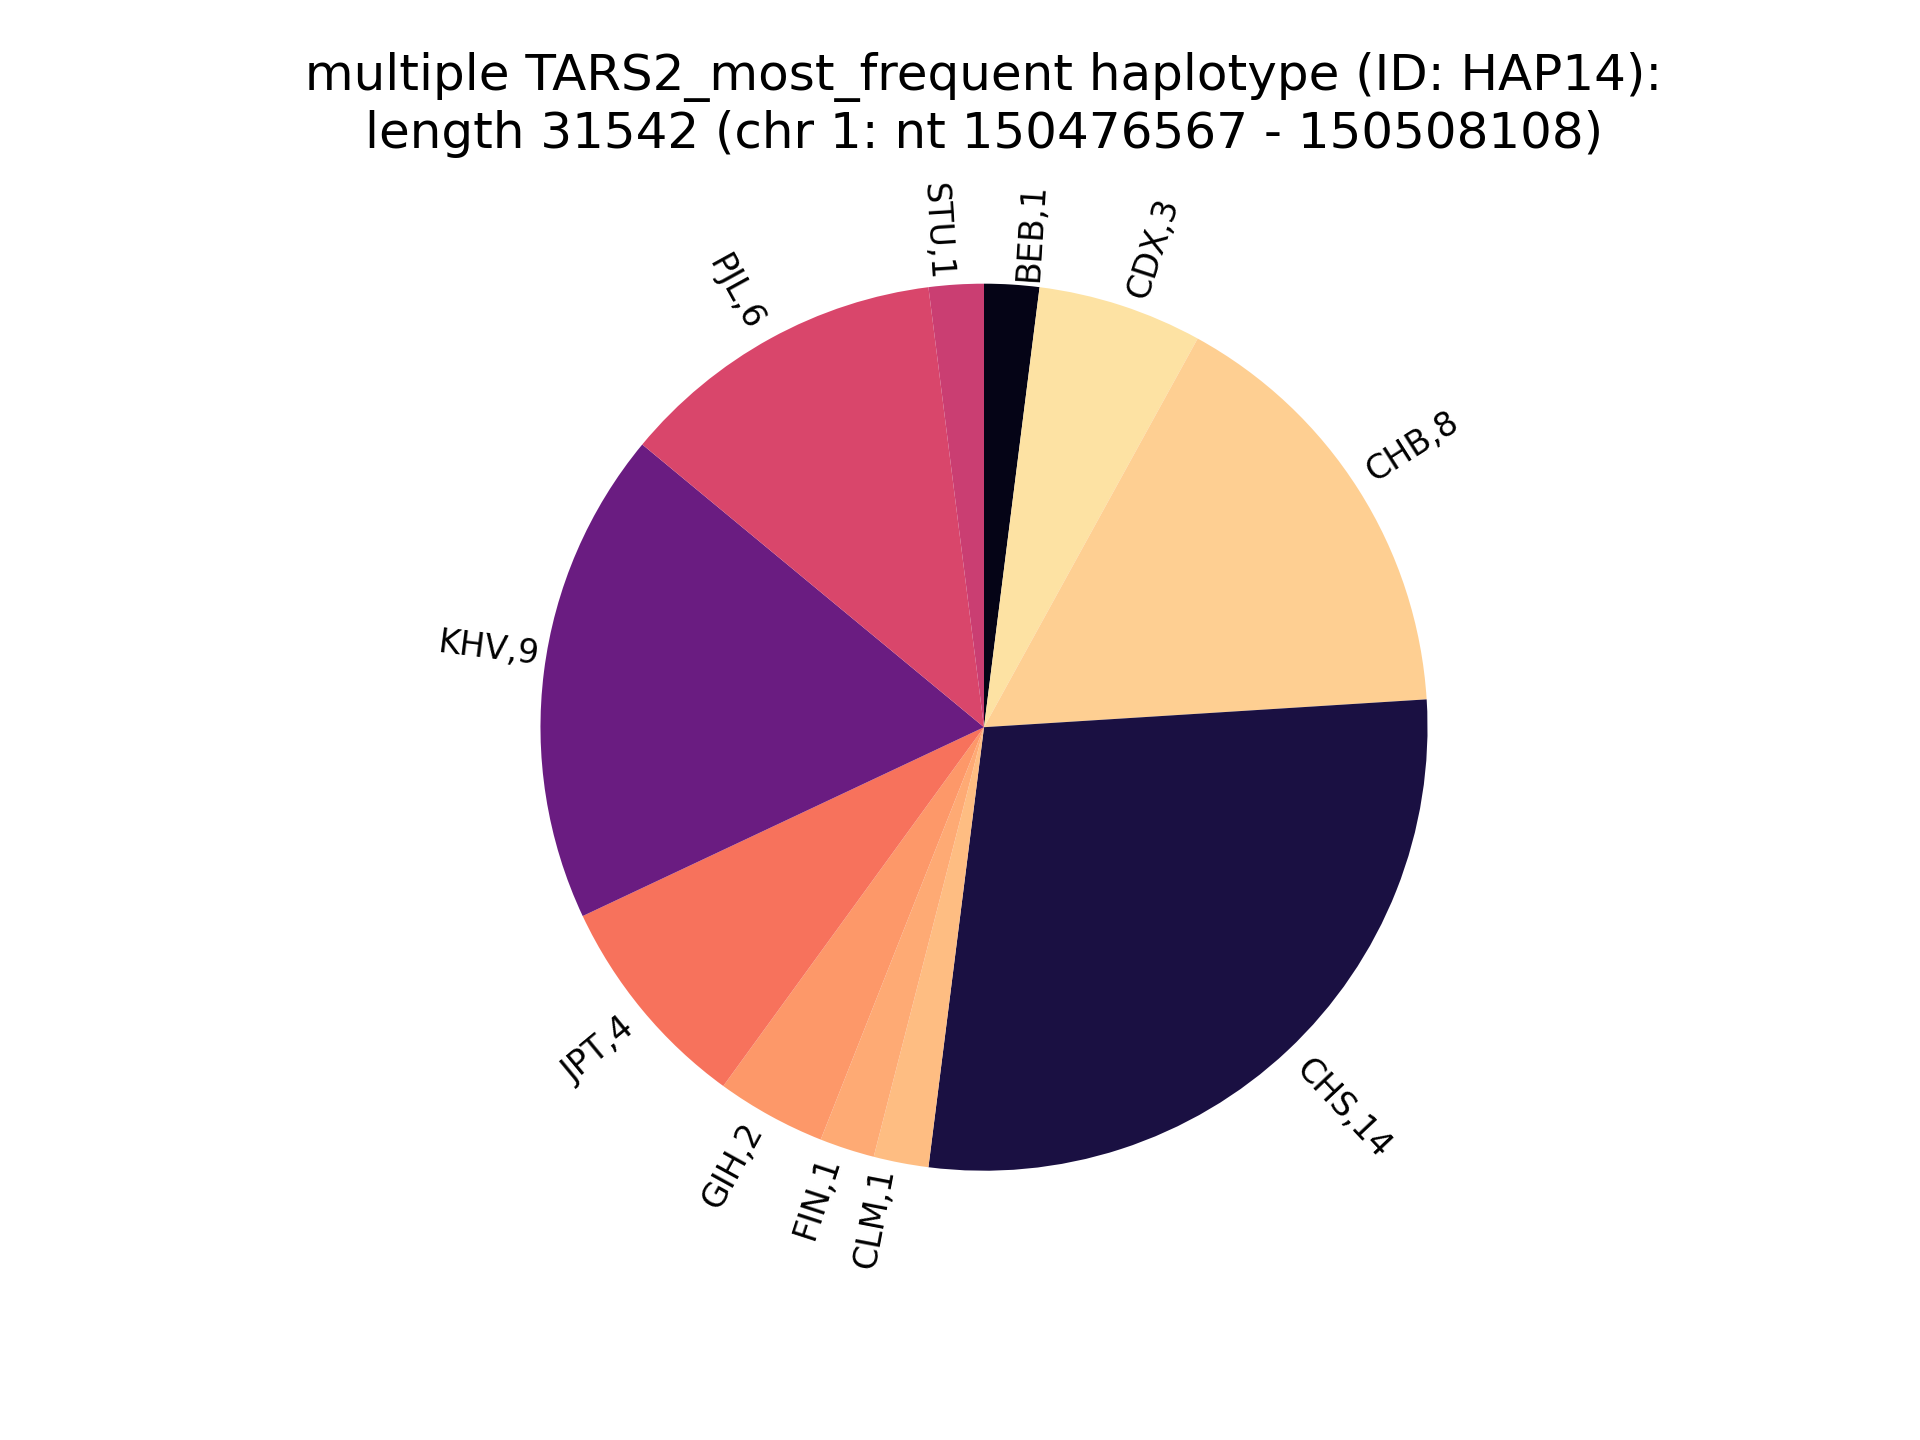 multiple TARS2_most_frequent haplotype (ID: HAP14):
length 31542 (chr 1: nt 150476567 - 150508108)
STU,1
BEB,1
CDX,3
PJL,6
CHB,8
KHV,9
JPT,4
CHS,14
GIH,2
FIN,1
CLM,1